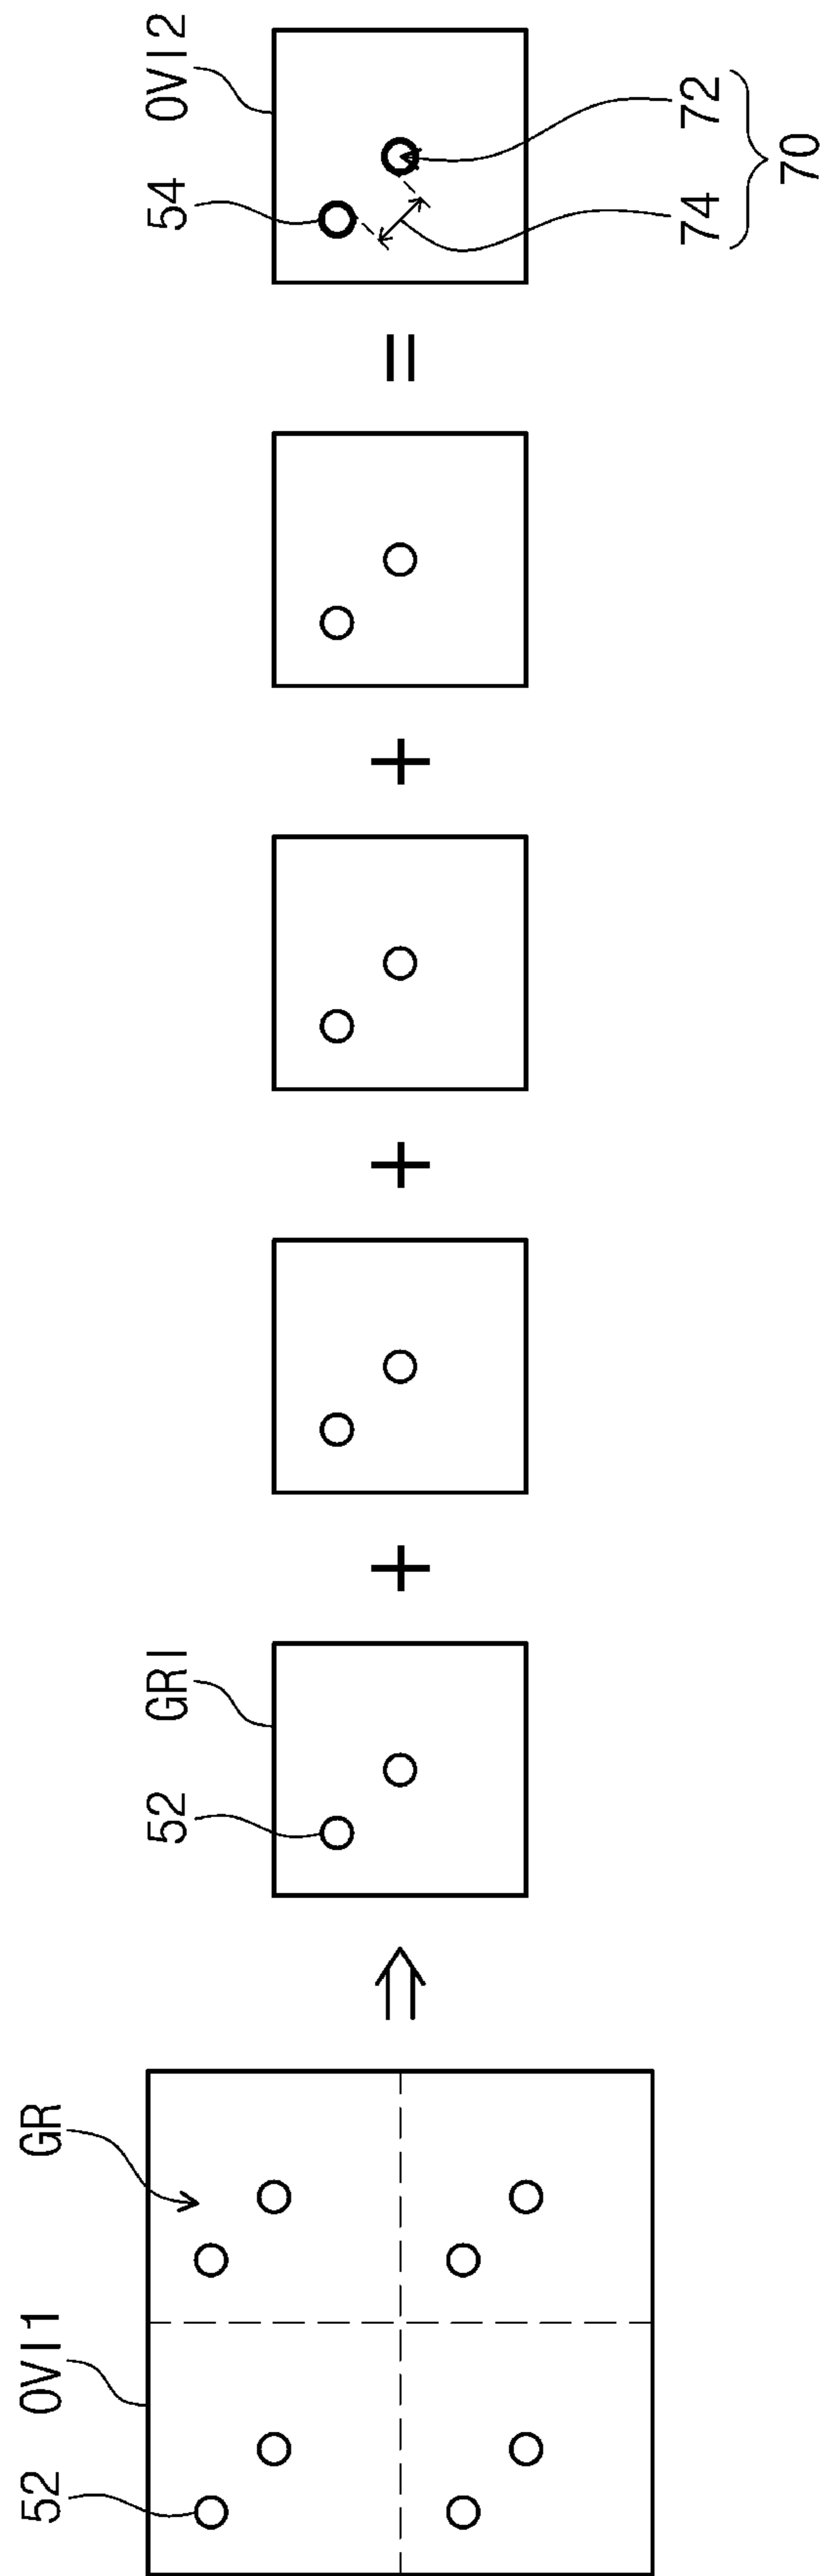 52 OVI1 GR
52 GRI 54 OVI2
⇒ + + + =
74 72
70